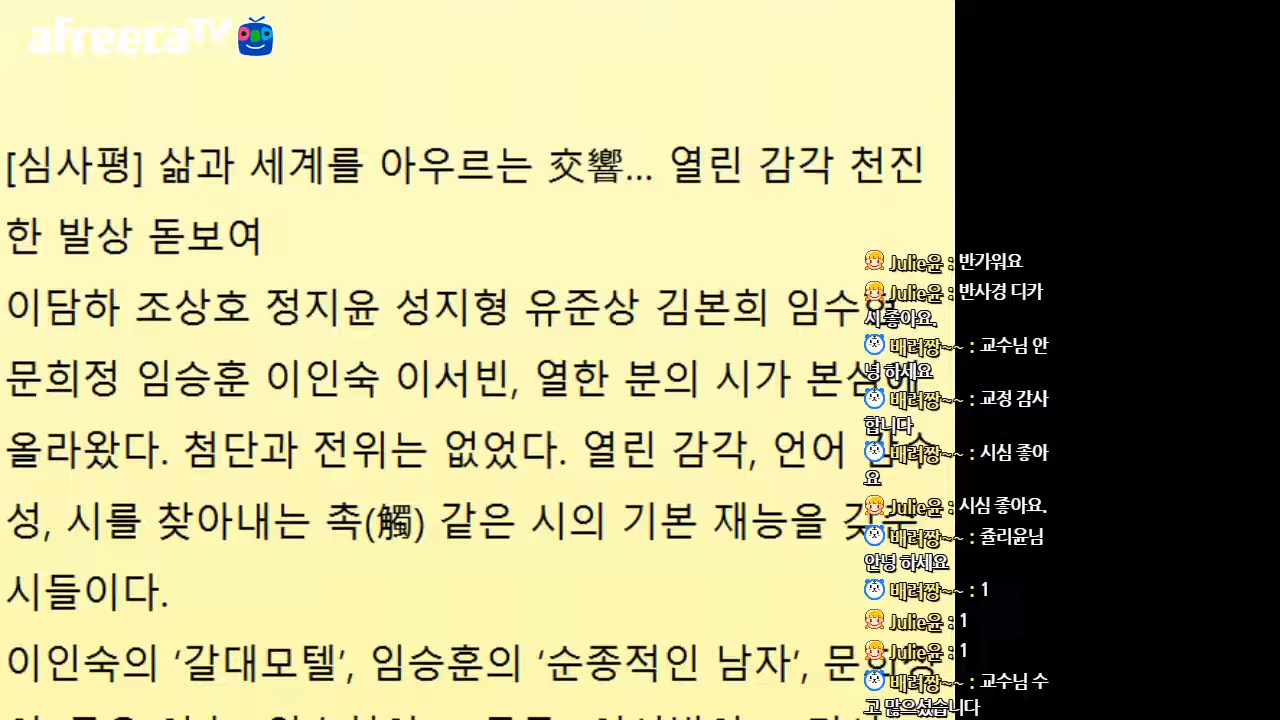 afreecaTV
[심사평] 삶과 세계를 아우르는 交響... 열린 감각 천진
한 발상 돋보여
이담하 조상호 정지윤 성지형 유준상 김본희 임수
문희정 임승훈 이인숙 이서빈, 열한 분의 시가 본심에
올라왔다. 첨단과 전위는 없었다. 열린 감각, 언어
성, 시를 찾아내는 촉(觸) 같은 시의 기본 재능을 갖춘
시들이다.
이인숙의 ‘갈대모텔’, 임승훈의 ‘순종적인 남자’,
Julie윤 : 반가워요
Julie윤 : 반사경 디카
시 좋아요.
배려짱~~ : 교수님 안
녕 하세요
배려짱~~ : 교정 감사
합니다
배려짱~~ : 시심 좋아
요
Julie윤 : 시심 좋아요.
배려짱~~ : 쥴리윤님
안녕 하세요
배려짱~~ : 1
Julie윤 : 1
Julie윤 : 1
배려짱~~ : 교수님 수
고 많으셨습니다